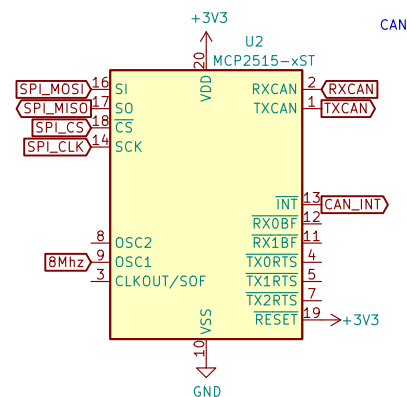 +3V3
CAN
U2
MCP2515-xST
20
VDD
SPI_MOSI 16 SI
RXCAN 2 RXCAN
SPI_MISO 17 SO
TXCAN 1 TXCAN
SPI_CS 18 CS
SPI_CLK 14 SCK
INT 13 CAN_INT
RX0BF 12
8 OSC2
RX1BF 11
8Mhz 9 OSC1
TX0RTS 4
3 CLKOUT/SOF
TX1RTS 5
TX2RTS 7
RESET 19 +3V3
VSS
10
GND